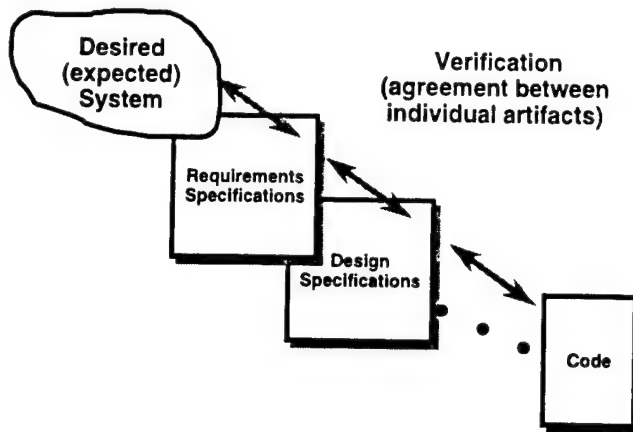 Desired
(expected)
System
Verification
(agreement between
individual artifacts)
Requirements
Specifications
Design
Specifications
Code